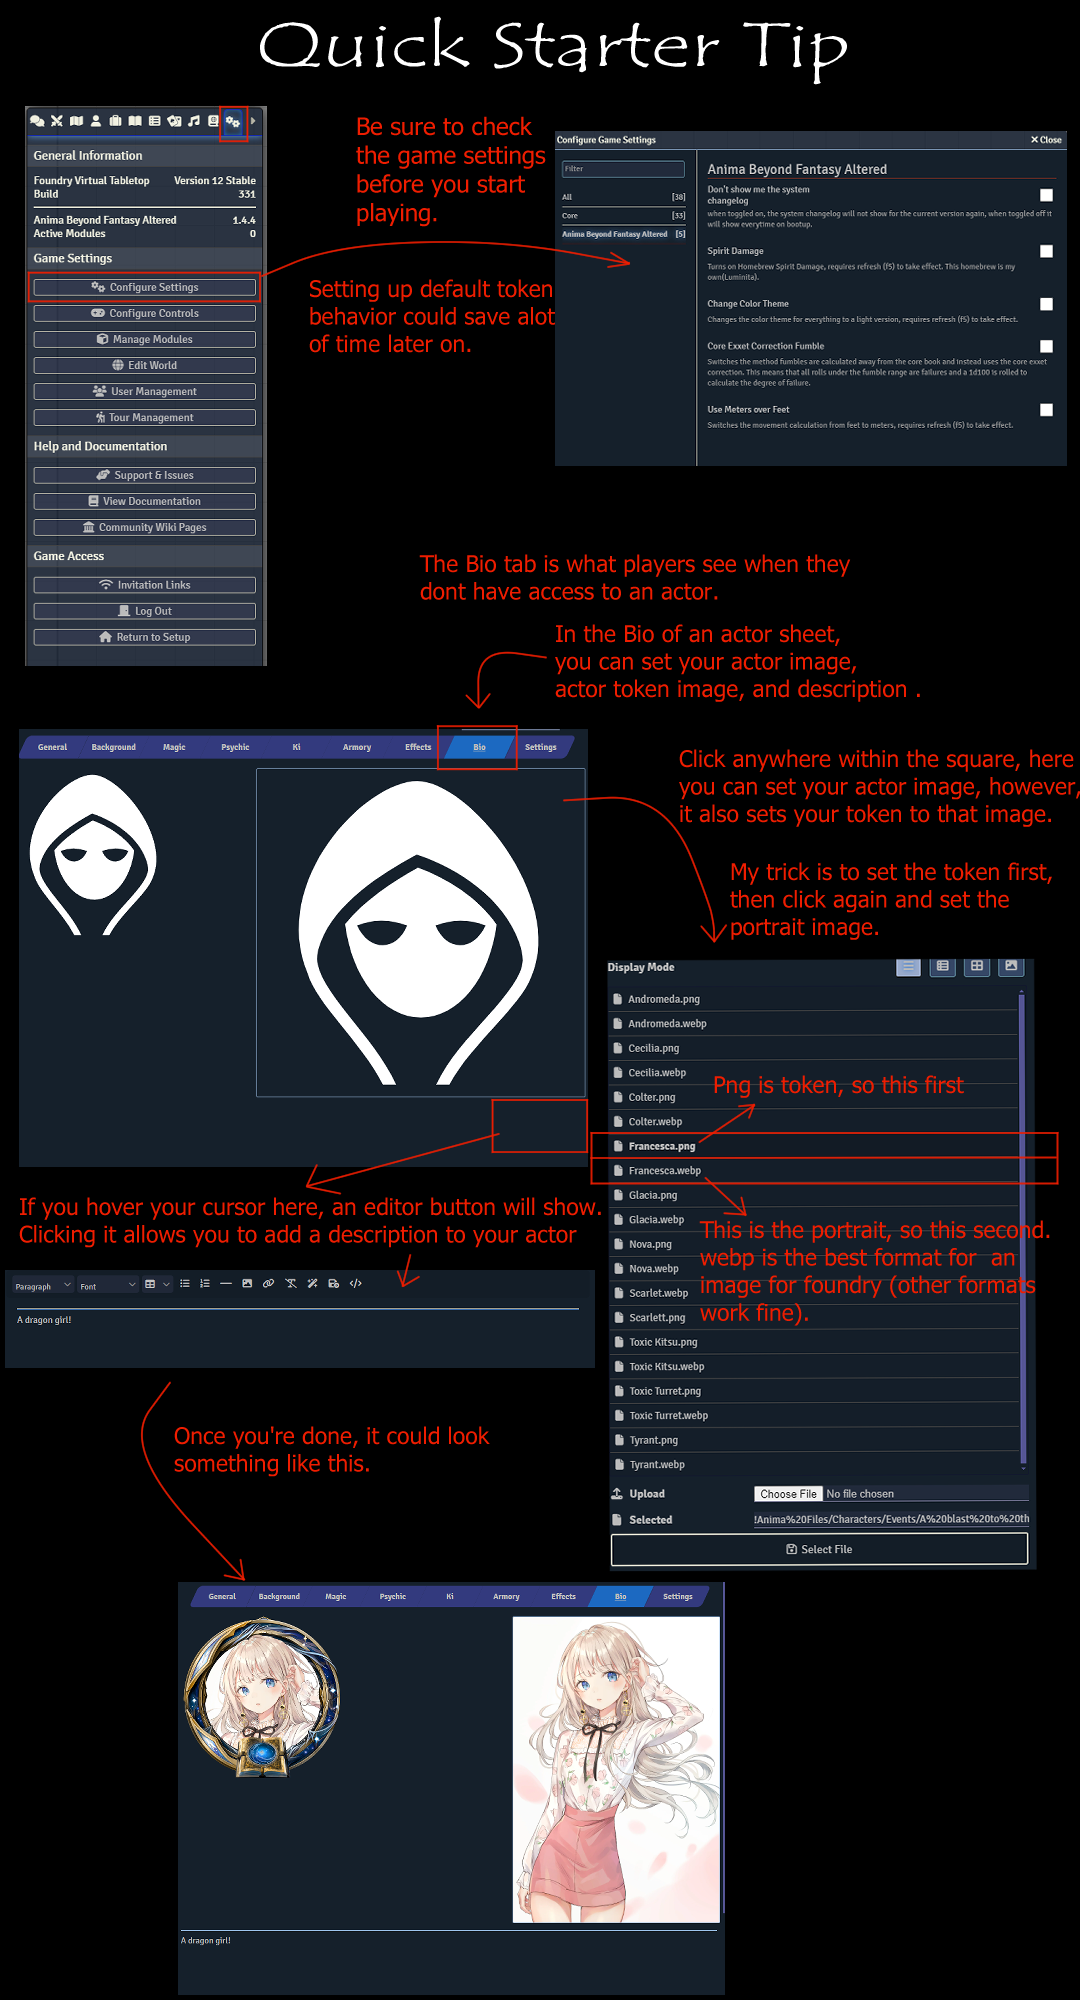 Quick Starter Tip
General Information
Foundry Virtual Tabletop Version 12 Stable
Build 331
Anima Beyond Fantasy Altered 1.4.4
Active Modules 0
Game Settings
Configure Settings
Configure Controls
Manage Modules
Edit World
User Management
Tour Management
Help and Documentation
Support & Issues
View Documentation
Community Wiki Pages
Game Access
Invitation Links
Log Out
Return to Setup
Be sure to check
the game settings
before you start
playing.
Setting up default token
behavior could save alot
of time later on.
Configure Game Settings Close
Filter
All [38]
Core [33]
Anima Beyond Fantasy Altered [5]
Anima Beyond Fantasy Altered
Don't show me the system
changelog
when toggled on, the system changelog will not show for the current version again, when toggled off it
will show everytime on bootup.
Spirit Damage
Turns on Homebrew Spirit Damage, requires refresh (f5) to take effect. This homebrew is my
own(Luminita).
Change Color Theme
Changes the color theme for everything to a light version, requires refresh (f5) to take effect.
Core Exxet Correction Fumble
Switches the method fumbles are calculated away from the core book and instead uses the core exxet
correction. This means that all rolls under the fumble range are failures and a 1d100 is rolled to
calculate the degree of failure.
Use Meters over Feet
Switches the movement calculation from feet to meters, requires refresh (f5) to take effect.
The Bio tab is what players see when they
dont have access to an actor.
In the Bio of an actor sheet,
you can set your actor image,
actor token image, and description .
General Background Magic Psychic Ki Armory Effects Bio Settings
Click anywhere within the square, here
you can set your actor image, however,
it also sets your token to that image.
My trick is to set the token first,
then click again and set the
portrait image.
Display Mode
Andromeda.png
Andromeda.webp
Cecilia.png
Cecilia.webp
Colter.png
Colter.webp
Francesca.png
Francesca.webp
Glacia.png
Glacia.webp
Nova.png
Nova.webp
Scarlet.webp
Scarlett.png
Toxic Kitsu.png
Toxic Kitsu.webp
Toxic Turret.png
Toxic Turret.webp
Tyrant.png
Tyrant.webp
Upload Choose File No file chosen
Selected !Anima%20Files/Characters/Events/A%20blast%20to%20th
Select File
Png is token, so this first
This is the portrait, so this second.
webp is the best format for an
image for foundry (other formats
work fine).
If you hover your cursor here, an editor button will show.
Clicking it allows you to add a description to your actor
Paragraph Font
A dragon girl!
Once you're done, it could look
something like this.
General Background Magic Psychic Ki Armory Effects Bio Settings
A dragon girl!